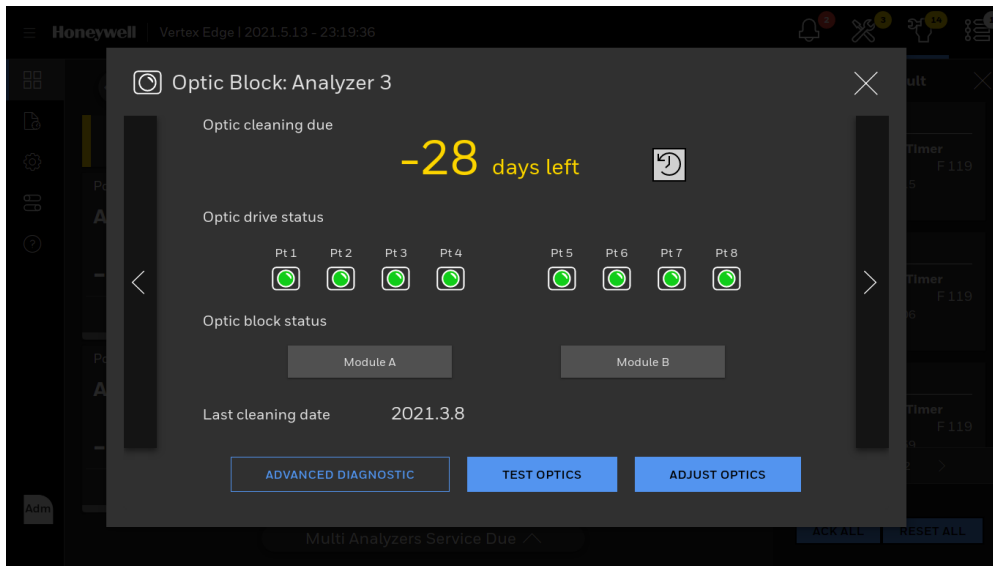 Honeywell Vertex Edge | 2021.5.13 - 23:19:36
3 14
Optic Block: Analyzer 3
ult
Optic cleaning due
-28 days left
Timer
F 119
Optic drive status
Pt 1 Pt 2 Pt 3 Pt 4 Pt 5 Pt 6 Pt 7 Pt 8
Timer
F 119
Optic block status
Module A Module B
Last cleaning date 2021.3.8
Timer
F 119
ADVANCED DIAGNOSTIC TEST OPTICS ADJUST OPTICS
Adm
Multi Analyzers Service Due
ACK ALL RESET ALL